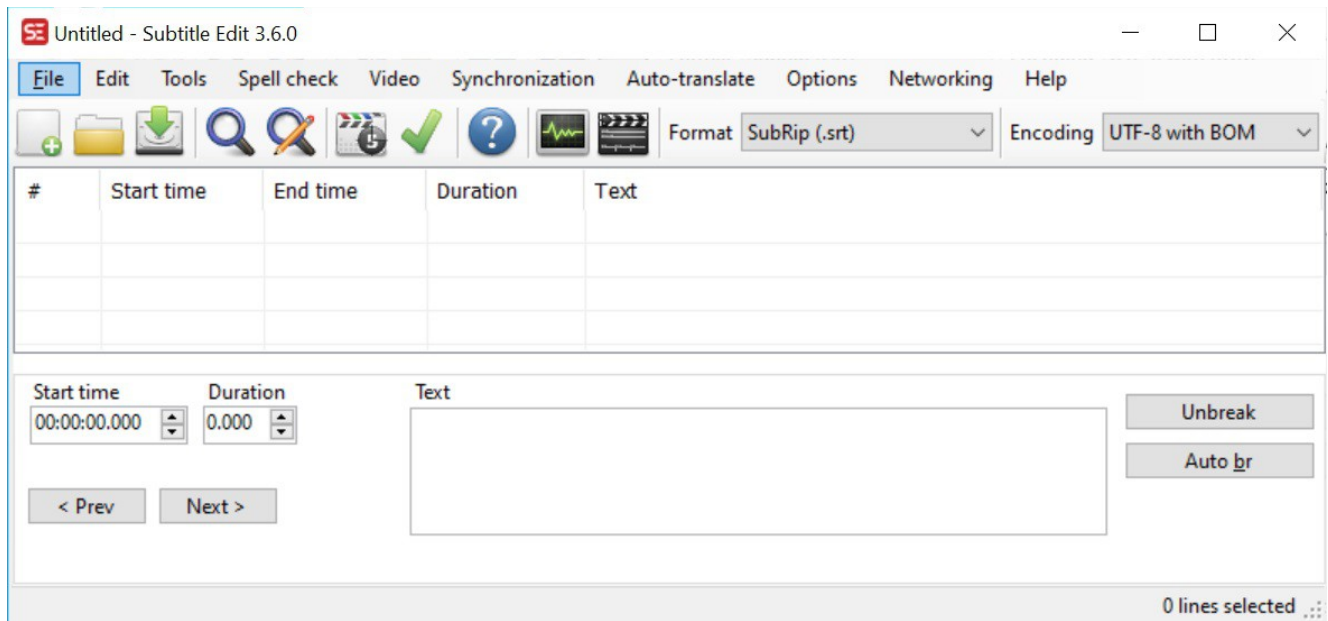 SE Untitled - Subtitle Edit 3.6.0
File Edit Tools Spell check Video Synchronization Auto-translate Options Networking Help
? Format SubRip (.srt) Encoding UTF-8 with BOM
# Start time End time Duration Text
Start time Duration Text
00:00:00.000 0.000
Unbreak
Auto br
< Prev Next >
0 lines selected